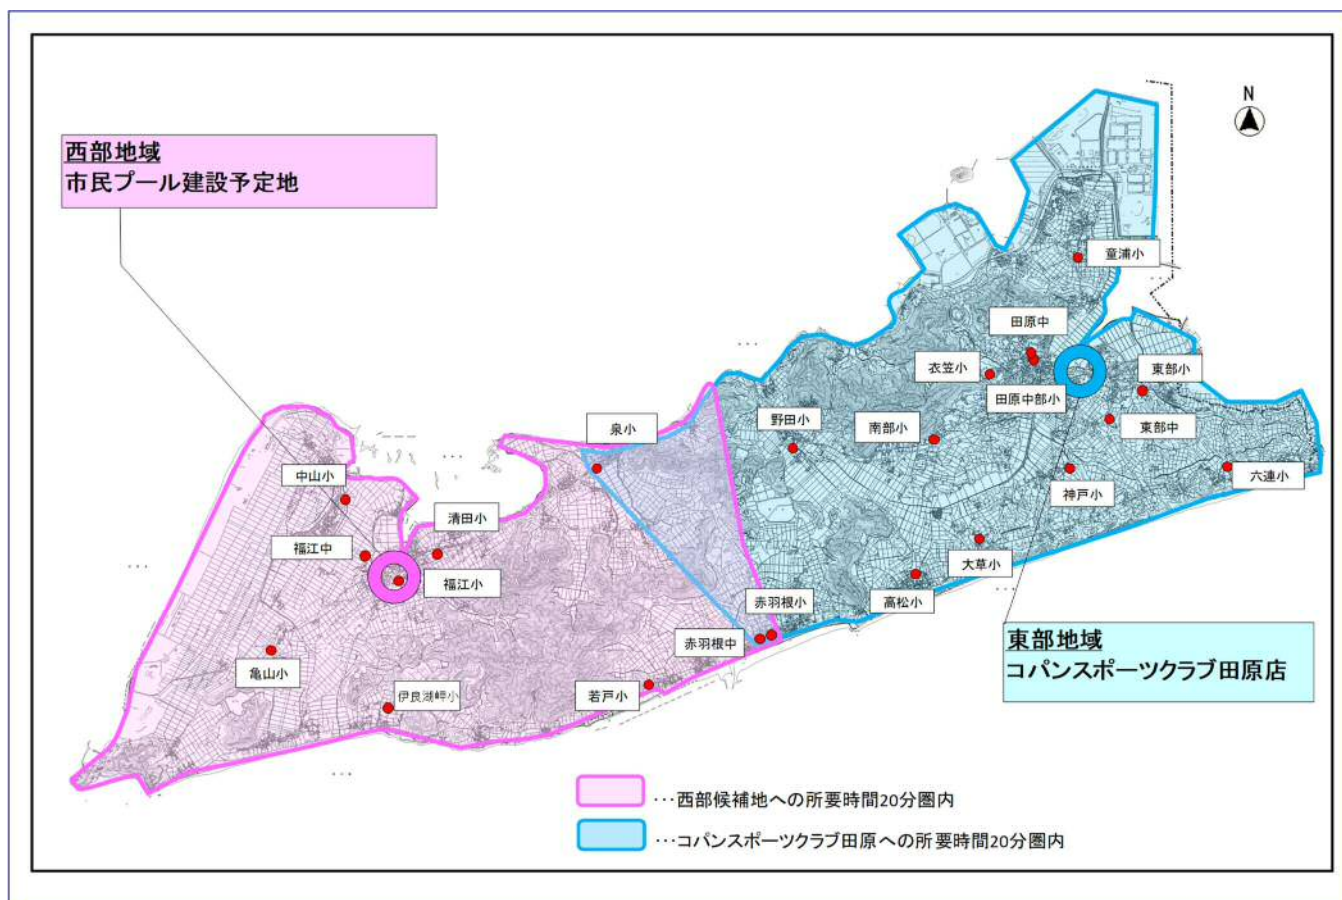 N
西部地域
市民プール建設予定地
童浦小
田原中
衣笠小
東部小
田原中部小
野田小
南部小
東部中
泉小
六連小
神戸小
中山小
清田小
福江中
福江小
大草小
高松小
赤羽根小
赤羽根中
亀山小
伊良湖岬小
若戸小
東部地域
コパンスポーツクラブ田原店
…西部候補地への所要時間20分圏内
…コパンスポーツクラブ田原への所要時間20分圏内